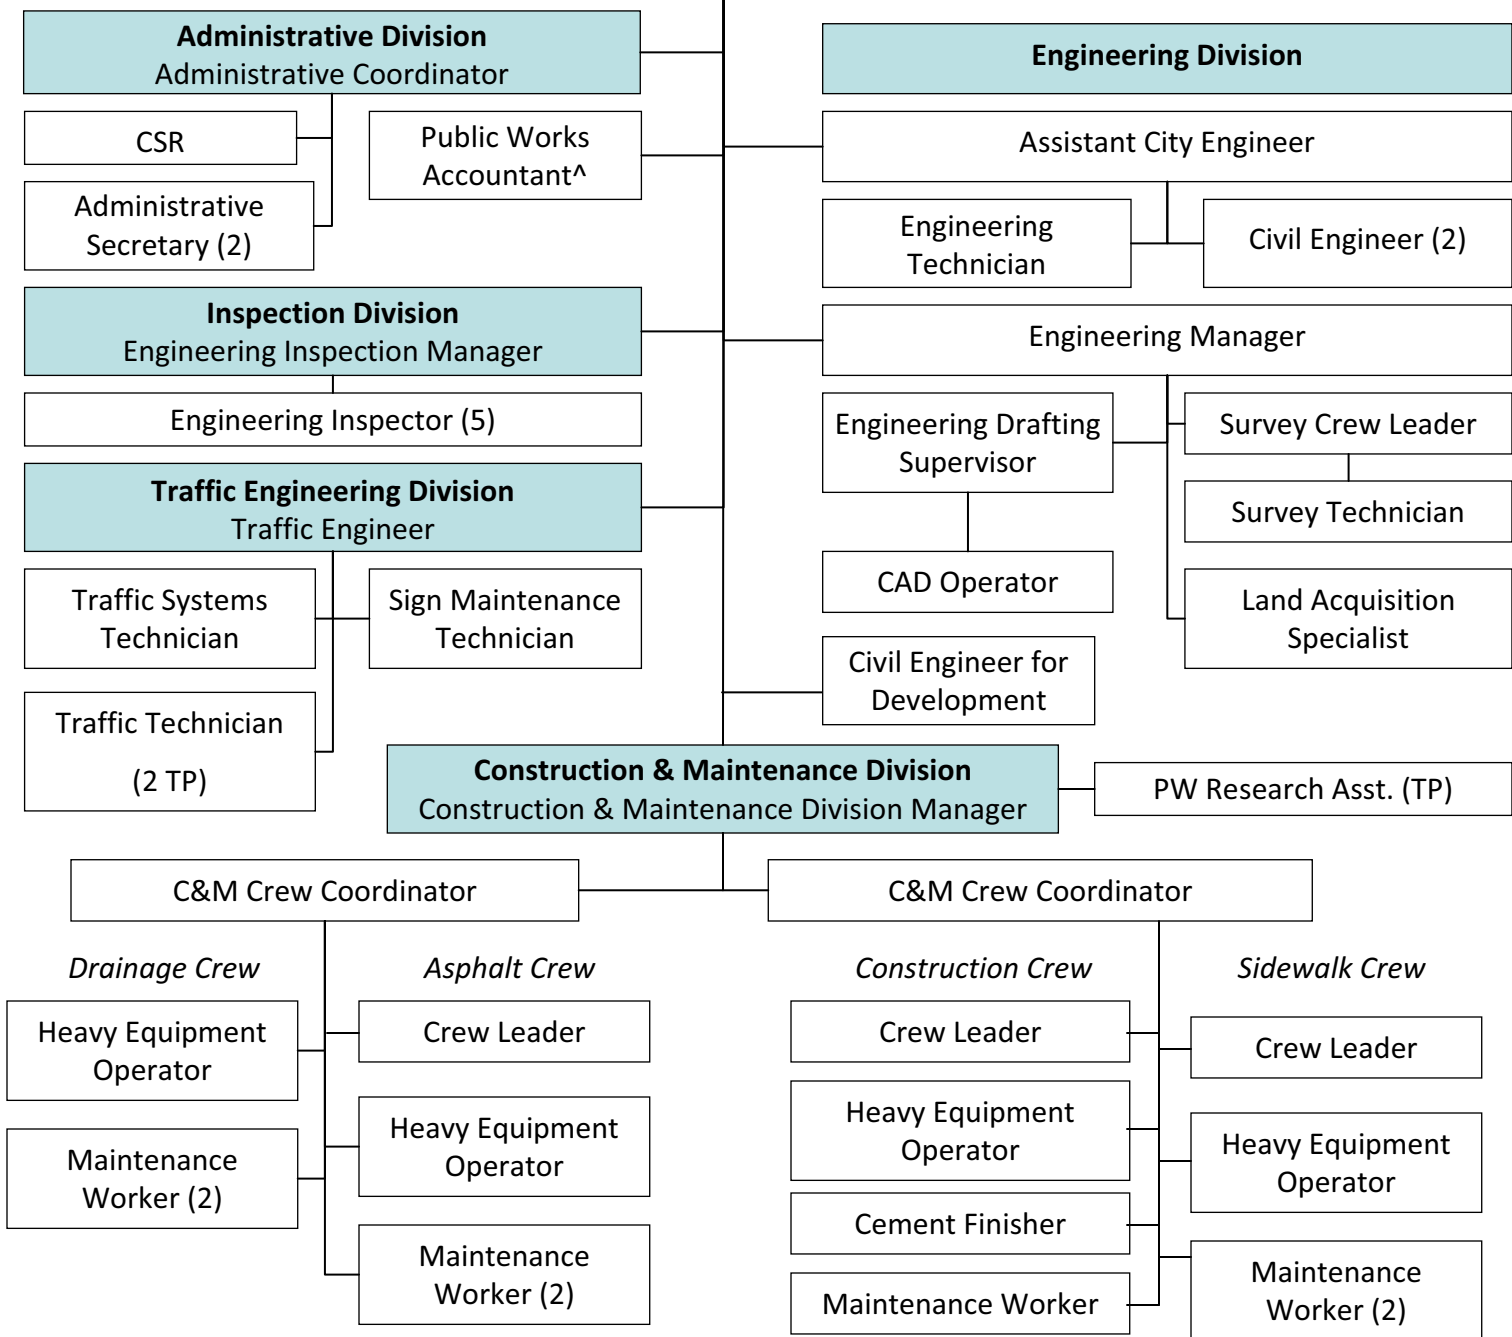 Administrative Division
Administrative Coordinator
CSR
Public Works
Accountant^
Administrative
Secretary (2)
Inspection Division
Engineering Inspection Manager
Engineering Inspector (5)
Traffic Engineering Division
Traffic Engineer
Traffic Systems
Technician
Sign Maintenance
Technician
Traffic Technician
(2 TP)
Engineering Division
Assistant City Engineer
Engineering
Technician
Civil Engineer (2)
Engineering Manager
Engineering Drafting
Supervisor
Survey Crew Leader
Survey Technician
CAD Operator
Land Acquisition
Specialist
Civil Engineer for
Development
Construction & Maintenance Division
Construction & Maintenance Division Manager
PW Research Asst. (TP)
C&M Crew Coordinator
C&M Crew Coordinator
Drainage Crew
Heavy Equipment
Operator
Maintenance
Worker (2)
Asphalt Crew
Crew Leader
Heavy Equipment
Operator
Maintenance
Worker (2)
Construction Crew
Crew Leader
Heavy Equipment
Operator
Cement Finisher
Maintenance Worker
Sidewalk Crew
Crew Leader
Heavy Equipment
Operator
Maintenance
Worker (2)